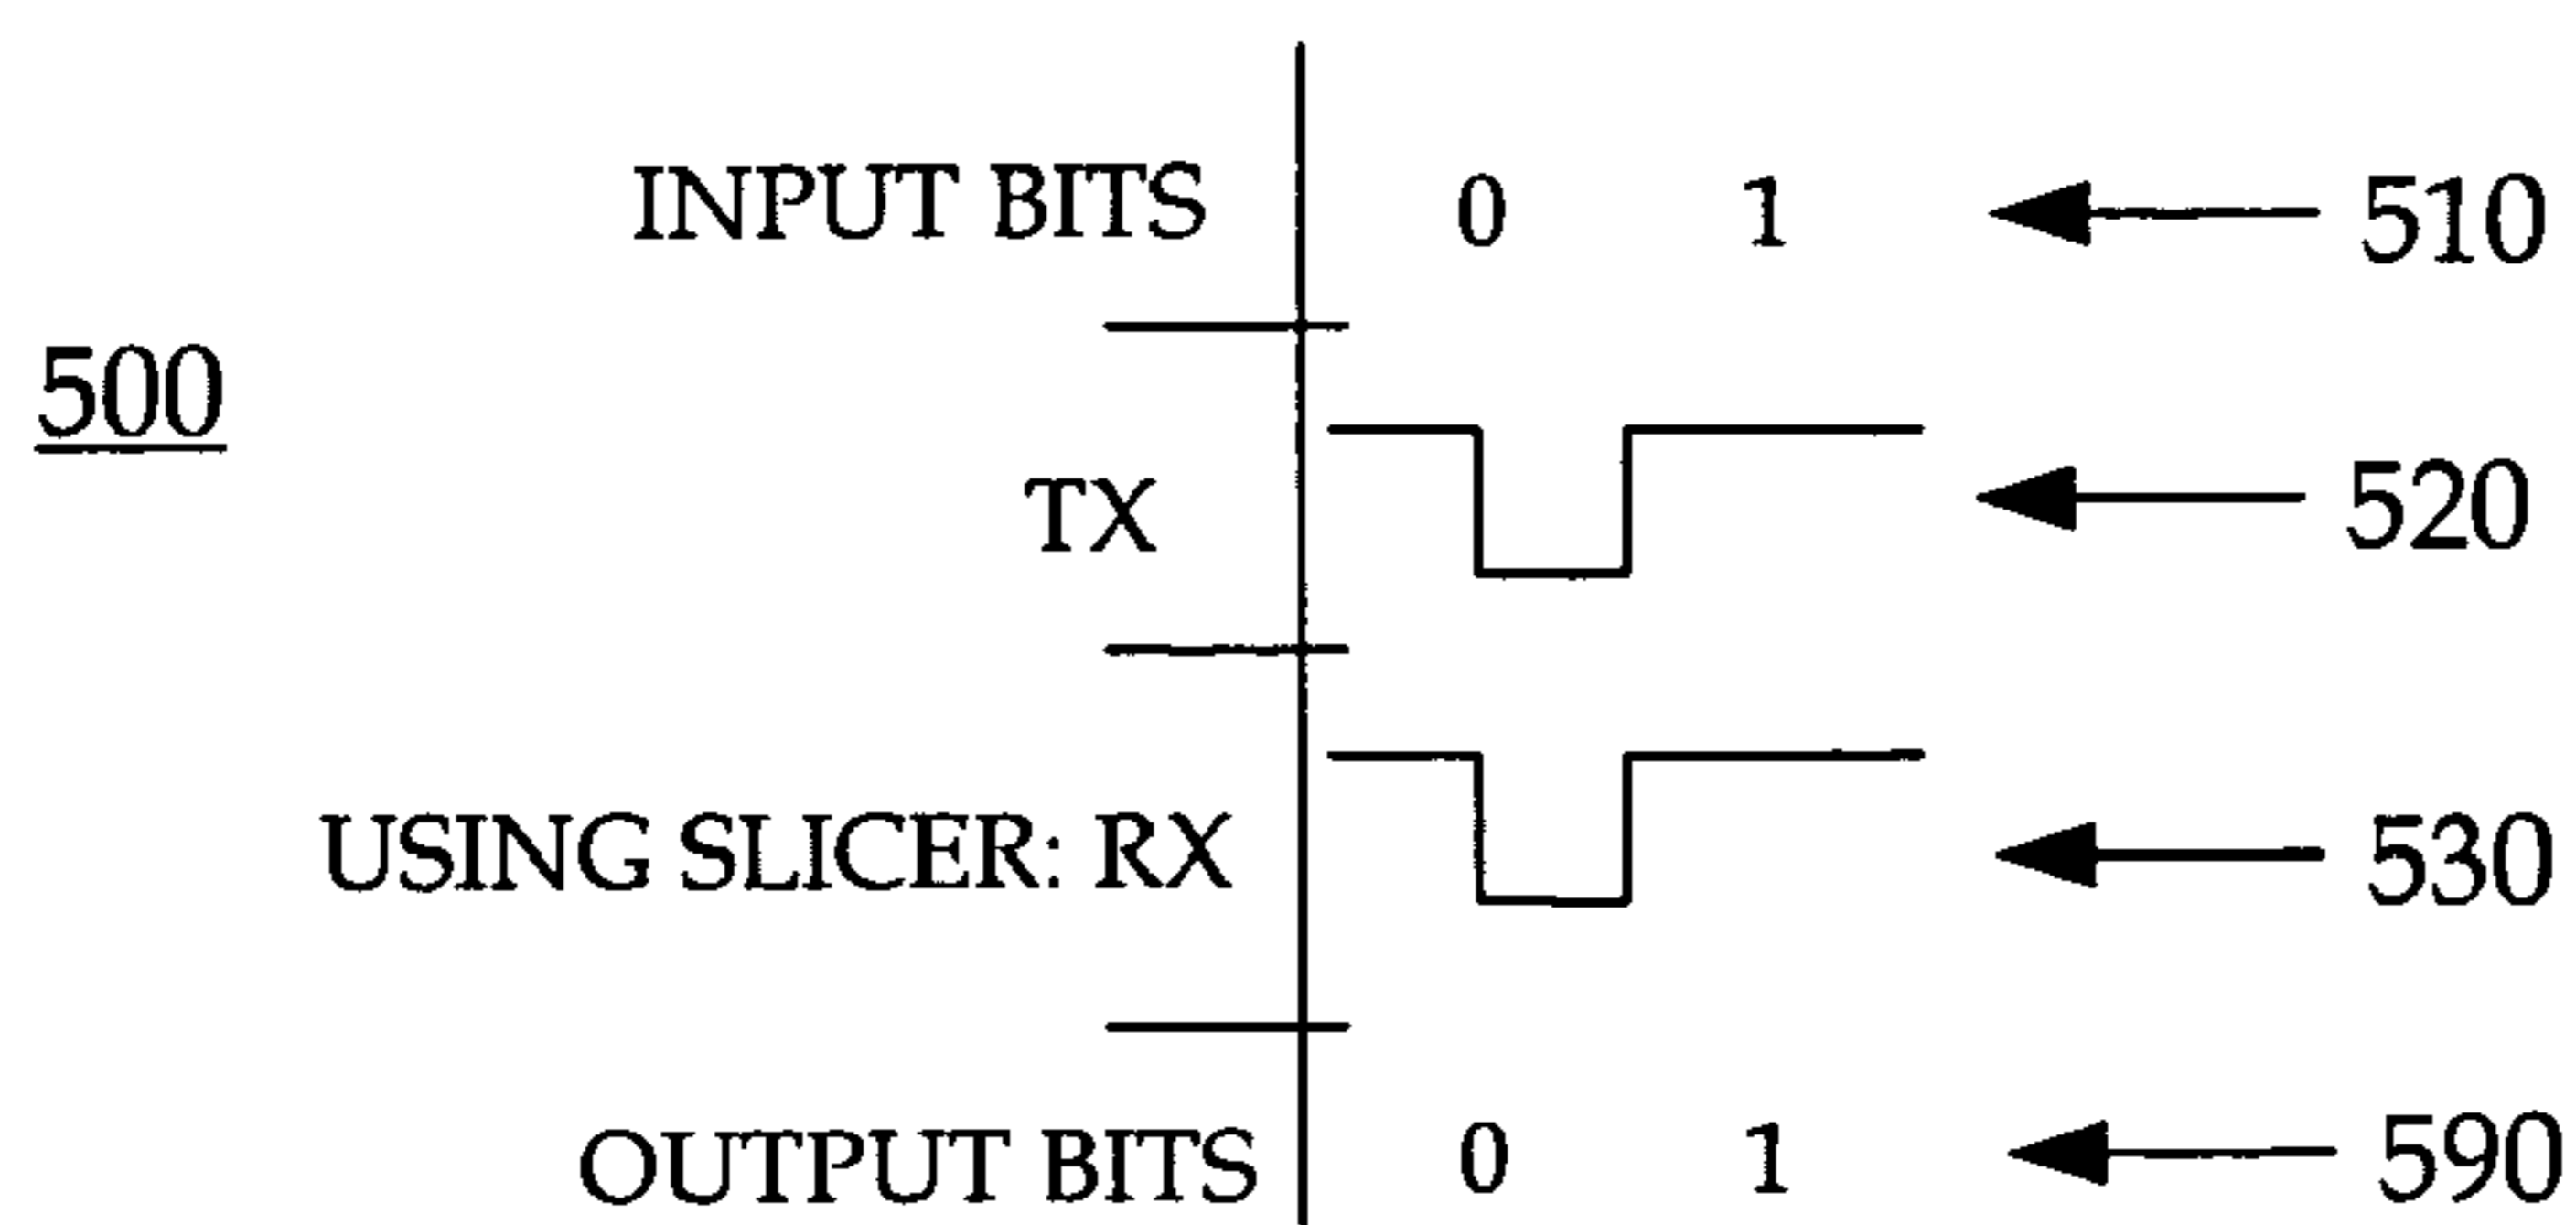 INPUT BITS 0 1 510
500
TX 520
USING SLICER: RX 530
OUTPUT BITS 0 1 590